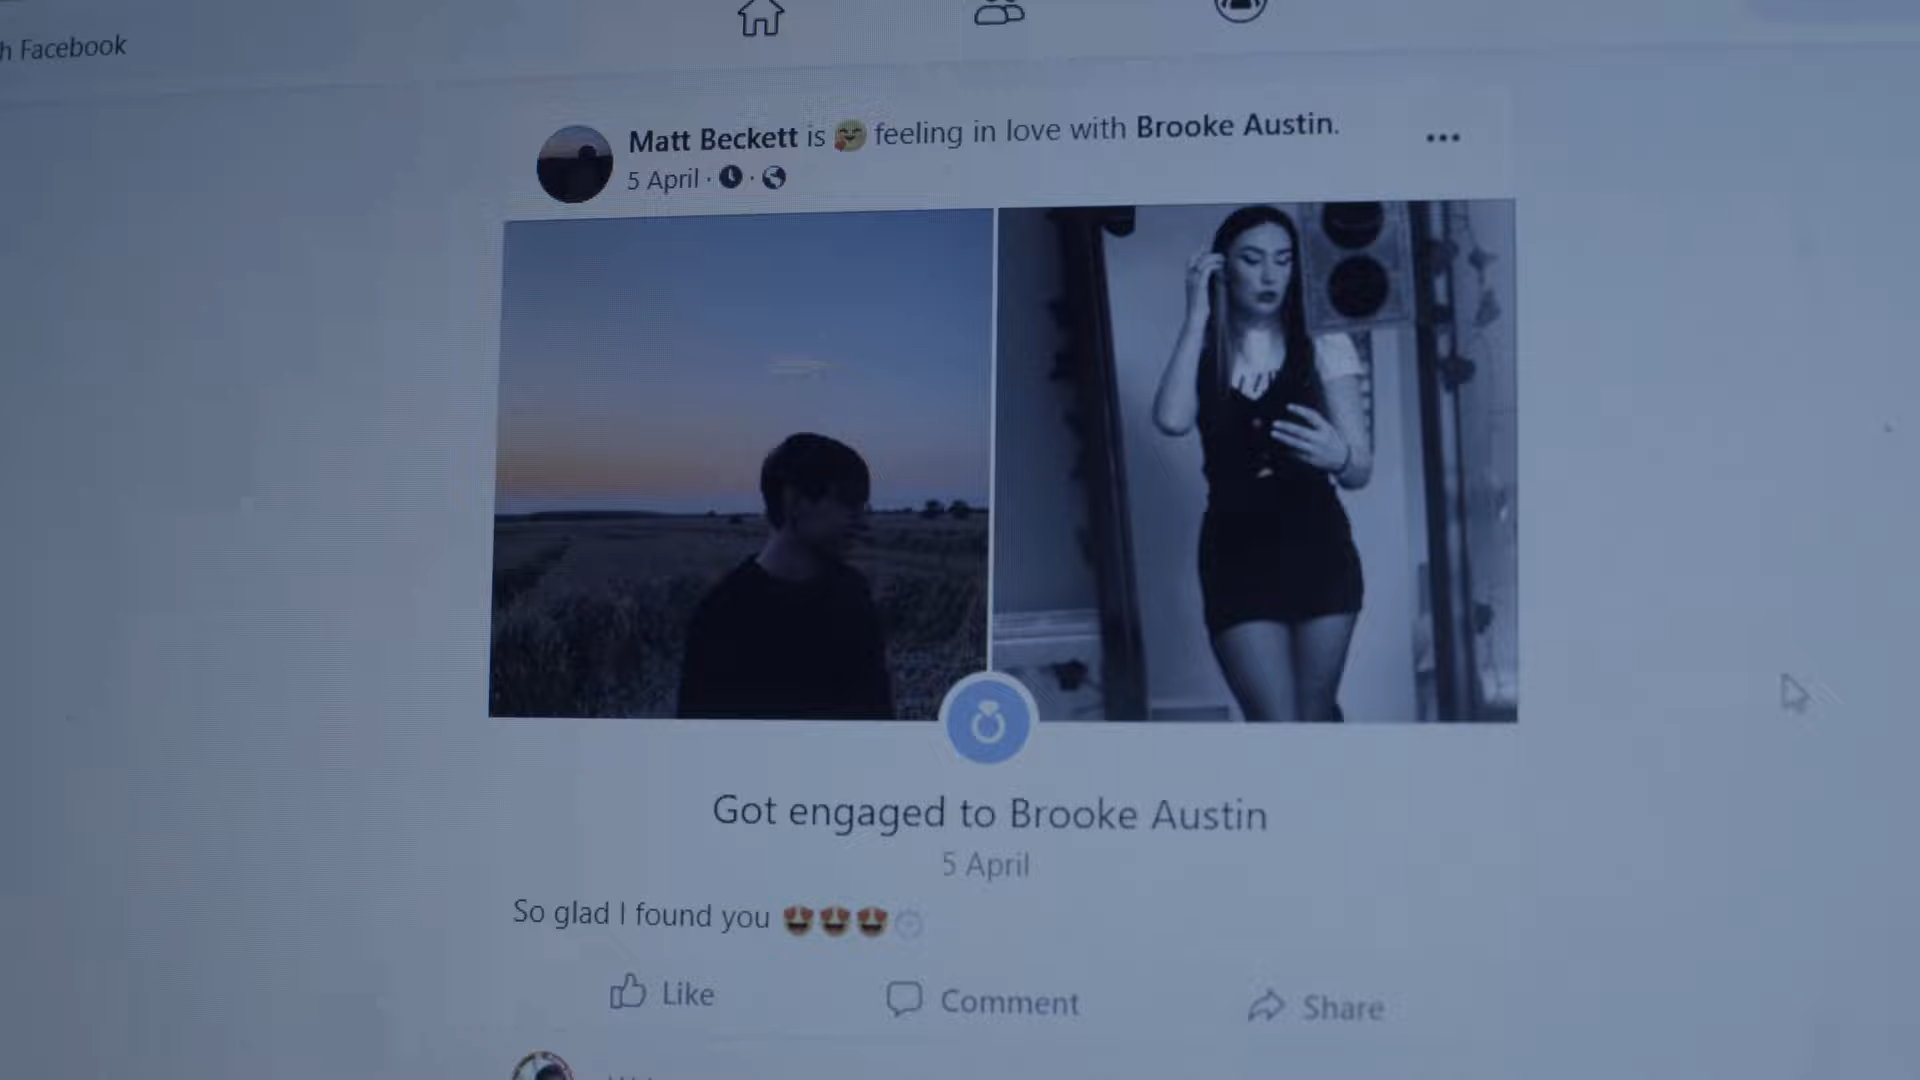 h Facebook
Matt Beckett is 🥰 feeling in love with Brooke Austin.
5 April
Got engaged to Brooke Austin
5 April
So glad I found you 😍😍😍
Like
Comment
Share